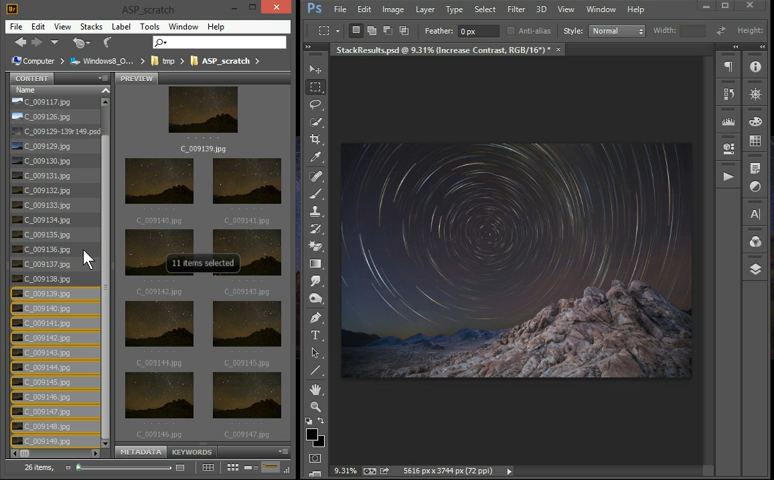 Br
ASP_scratch
File Edit View Stacks Label Tools Window Help
Computer Windows8_O... tmp ASP_scratch
CONTENT
Name
C_009117.jpg
C_009126.jpg
C_009129-139r149.psd
C_009129.jpg
C_009130.jpg
C_009131.jpg
C_009132.jpg
C_009133.jpg
C_009134.jpg
C_009135.jpg
C_009136.jpg
C_009137.jpg
C_009138.jpg
C_009139.jpg
C_009140.jpg
C_009141.jpg
C_009142.jpg
C_009143.jpg
C_009144.jpg
C_009145.jpg
C_009146.jpg
C_009147.jpg
C_009148.jpg
C_009149.jpg
26 items,
PREVIEW
C_009139.jpg
C_009140.jpg C_009141.jpg
11 items selected
C_009142.jpg C_009143.jpg
C_009144.jpg C_009145.jpg
C_009146.jpg C_009147.jpg
METADATA KEYWORDS
Ps File Edit Image Layer Type Select Filter 3D View Window Help
Feather: 0 px Anti-alias Style: Normal Width: Height:
StackResults.psd @ 9.31% (Increase Contrast, RGB/16*) * ×
9.31% 5616 px x 3744 px (72 ppi)